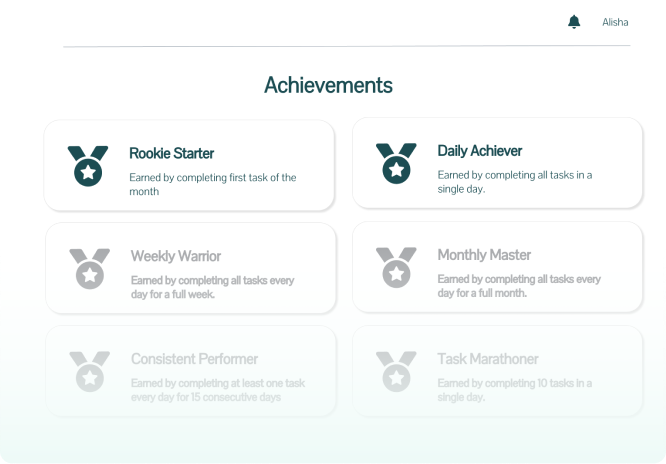 Alisha
Achievements
Rookie Starter
Earned by completing first task of the
month
Daily Achiever
Earned by completing all tasks in a
single day.
Weekly Warrior
Earned by completing all tasks every
day for a full week.
Monthly Master
Earned by completing all tasks every
day for a full month.
Consistent Performer
Earned by completing at least one task
every day for 15 consecutive days
Task Marathoner
Earned by completing 10 tasks in a
single day.